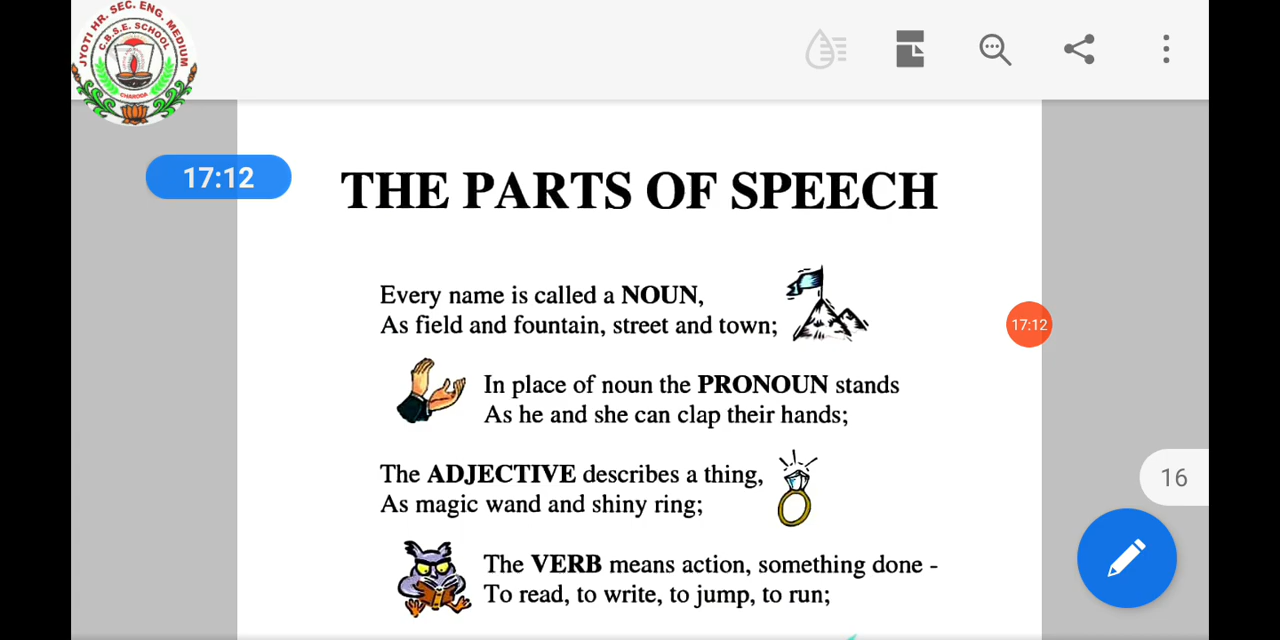 JYOTI HR. SEC. ENG. MEDIUM
C.B.S.E. SCHOOL
CHARODA
17:12
THE PARTS OF SPEECH
Every name is called a NOUN,
As field and fountain, street and town;
17:12
In place of noun the PRONOUN stands
As he and she can clap their hands;
The ADJECTIVE describes a thing,
As magic wand and shiny ring;
16
The VERB means action, something done -
To read, to write, to jump, to run;